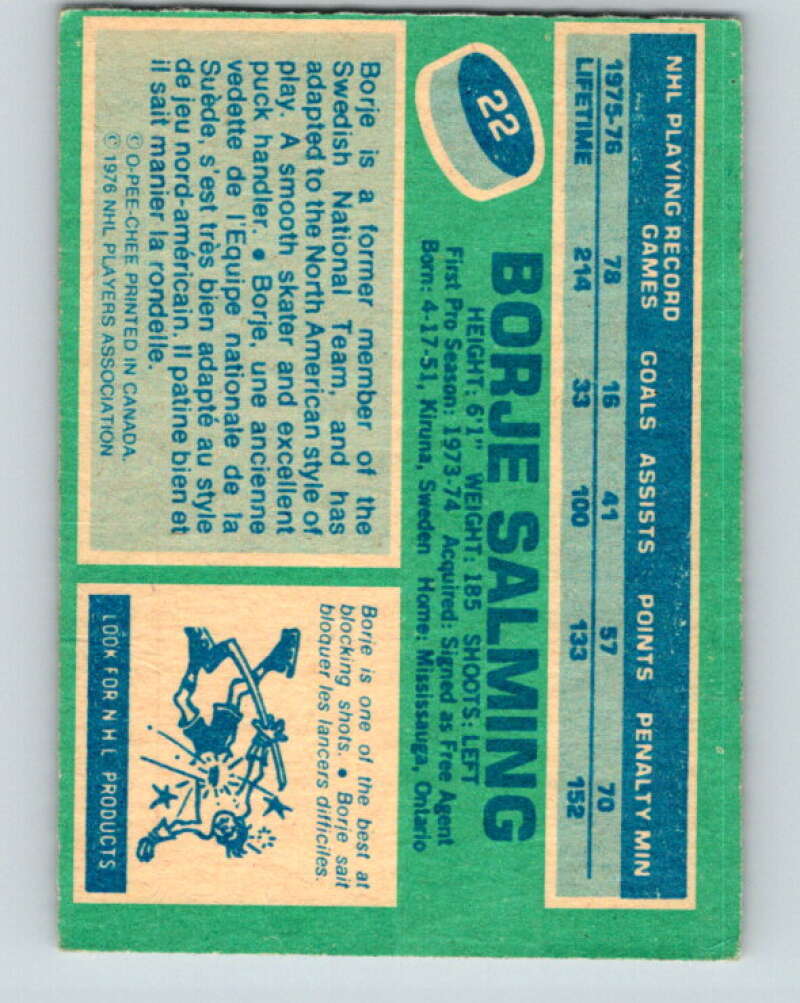 NHL PLAYING RECORD
GAMES GOALS ASSISTS POINTS PENALTY MIN
1975-76 78 16 41 57 70
LIFETIME 214 33 100 133 152
22
BORJE SALMING
HEIGHT: 6'1" WEIGHT: 185 SHOOTS: LEFT
First Pro Season: 1973-74 Acquired: Signed as Free Agent
Born: 4-17-51, Kiruna, Sweden Home: Mississauga, Ontario
Borje is a former member of the
Swedish National Team, and has
adapted to the North American style of
play. A smooth skater and excellent
puck handler. • Borje, une ancienne
vedette de l'Equipe nationale de la
Suède, s'est très bien adapté au style
de jeu nord-américain. Il patine bien et
il sait manier la rondelle.
© O-PEE-CHEE PRINTED IN CANADA.
© 1976 NHL PLAYERS ASSOCIATION
Borje is one of the best at
blocking shots. • Borje sait
bloquer les lancers difficiles.
LOOK FOR NHL PRODUCTS